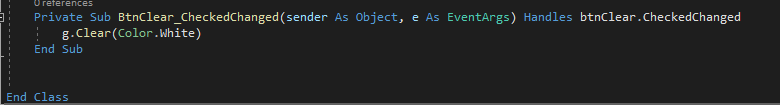 0 references
Private Sub BtnClear_CheckedChanged(sender As Object, e As EventArgs) Handles btnClear.CheckedChanged
g.Clear(Color.White)
End Sub
End Class